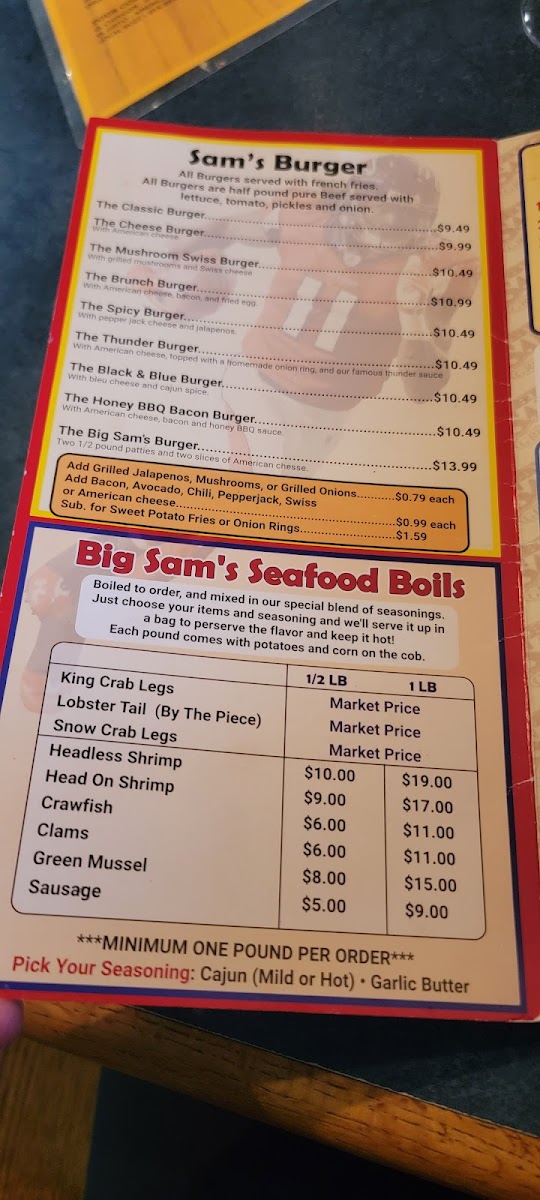 Sam's Burger
All Burgers served with french fries.
All Burgers are half pound pure Beef served with
lettuce, tomato, pickles and onion.
The Classic Burger..............................$9.49
The Cheese Burger..............................$9.99
With American cheese
The Mushroom Swiss Burger..............................$10.49
With grilled mushrooms and Swiss cheese
The Brunch Burger..............................$10.99
With American cheese, bacon, and fried egg
The Spicy Burger..............................$10.49
With pepper jack cheese and jalapenos.
The Thunder Burger..............................$10.49
With American cheese, topped with a homemade onion ring, and our famous thunder sauce
The Black & Blue Burger..............................$10.49
With bleu cheese and cajun spice.
The Honey BBQ Bacon Burger..............................$10.49
With American cheese, bacon and honey BBQ sauce.
The Big Sam's Burger..............................$13.99
Two 1/2 pound patties and two slices of American chesse.
Add Grilled Jalapenos, Mushrooms, or Grilled Onions..........$0.79 each
Add Bacon, Avocado, Chili, Pepperjack, Swiss
or American cheese..............................$0.99 each
Sub. for Sweet Potato Fries or Onion Rings....................$1.59
Big Sam's Seafood Boils
Boiled to order, and mixed in our special blend of seasonings.
Just choose your items and seasoning and we'll serve it up in
a bag to perserve the flavor and keep it hot!
Each pound comes with potatoes and corn on the cob.
1/2 LB 1 LB
King Crab Legs Market Price
Lobster Tail (By The Piece) Market Price
Snow Crab Legs Market Price
Headless Shrimp $10.00 $19.00
Head On Shrimp $9.00 $17.00
Crawfish $6.00 $11.00
Clams $6.00 $11.00
Green Mussel $8.00 $15.00
Sausage $5.00 $9.00
***MINIMUM ONE POUND PER ORDER***
Pick Your Seasoning: Cajun (Mild or Hot) • Garlic Butter